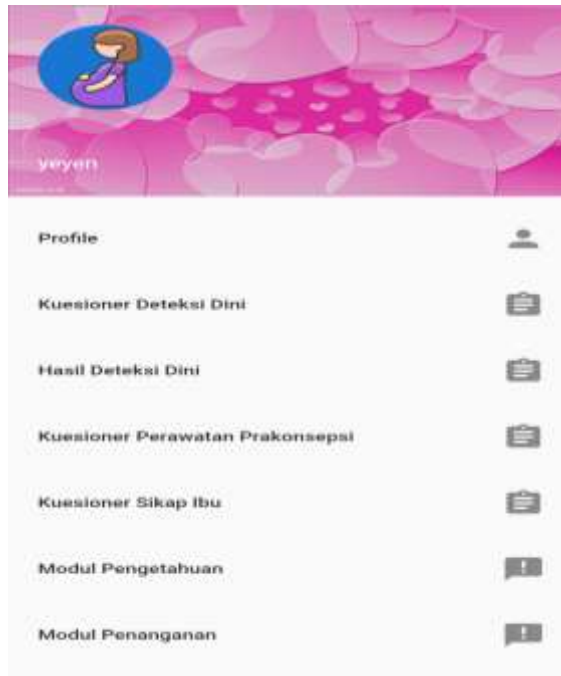 yeyen
Profile
Kuesioner Deteksi Dini
Hasil Deteksi Dini
Kuesioner Perawatan Prakonsepsi
Kuesioner Sikap Ibu
Modul Pengetahuan
Modul Penanganan